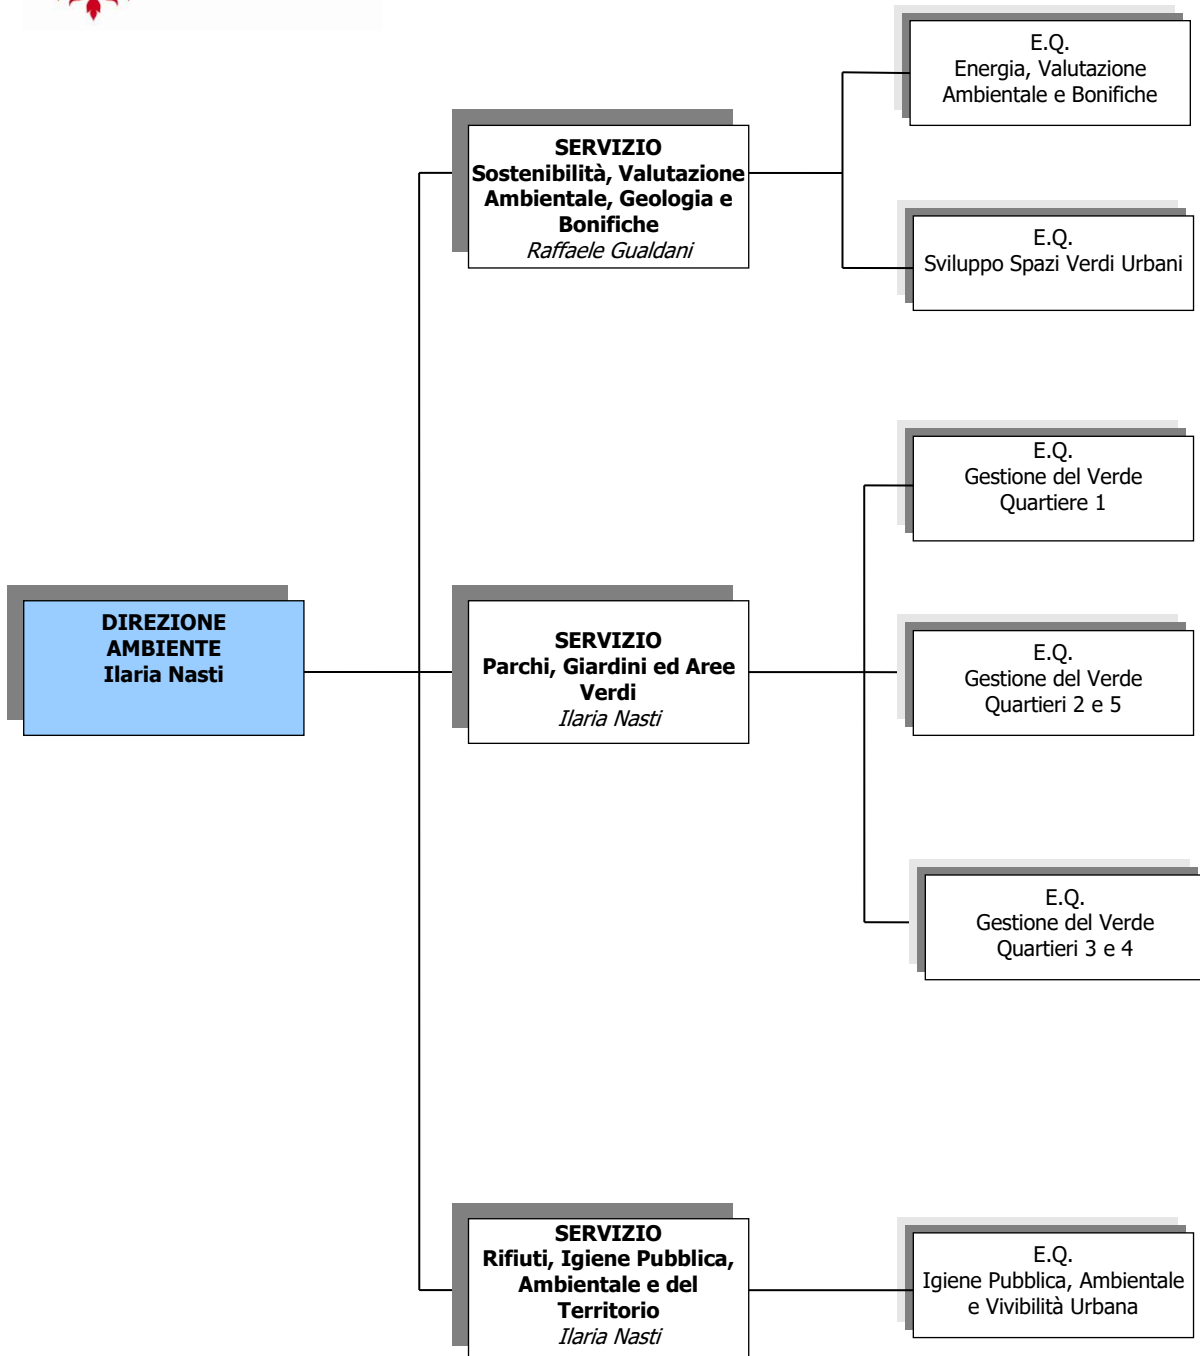 E.Q.
Energia, Valutazione
Ambientale e Bonifiche
SERVIZIO
Sostenibilità, Valutazione
Ambientale, Geologia e
Bonifiche
Raffaele Gualdani
E.Q.
Sviluppo Spazi Verdi Urbani
E.Q.
Gestione del Verde
Quartiere 1
DIREZIONE
AMBIENTE
Ilaria Nasti
SERVIZIO
Parchi, Giardini ed Aree
Verdi
Ilaria Nasti
E.Q.
Gestione del Verde
Quartieri 2 e 5
E.Q.
Gestione del Verde
Quartieri 3 e 4
SERVIZIO
Rifiuti, Igiene Pubblica,
Ambientale e del
Territorio
Ilaria Nasti
E.Q.
Igiene Pubblica, Ambientale
e Vivibilità Urbana